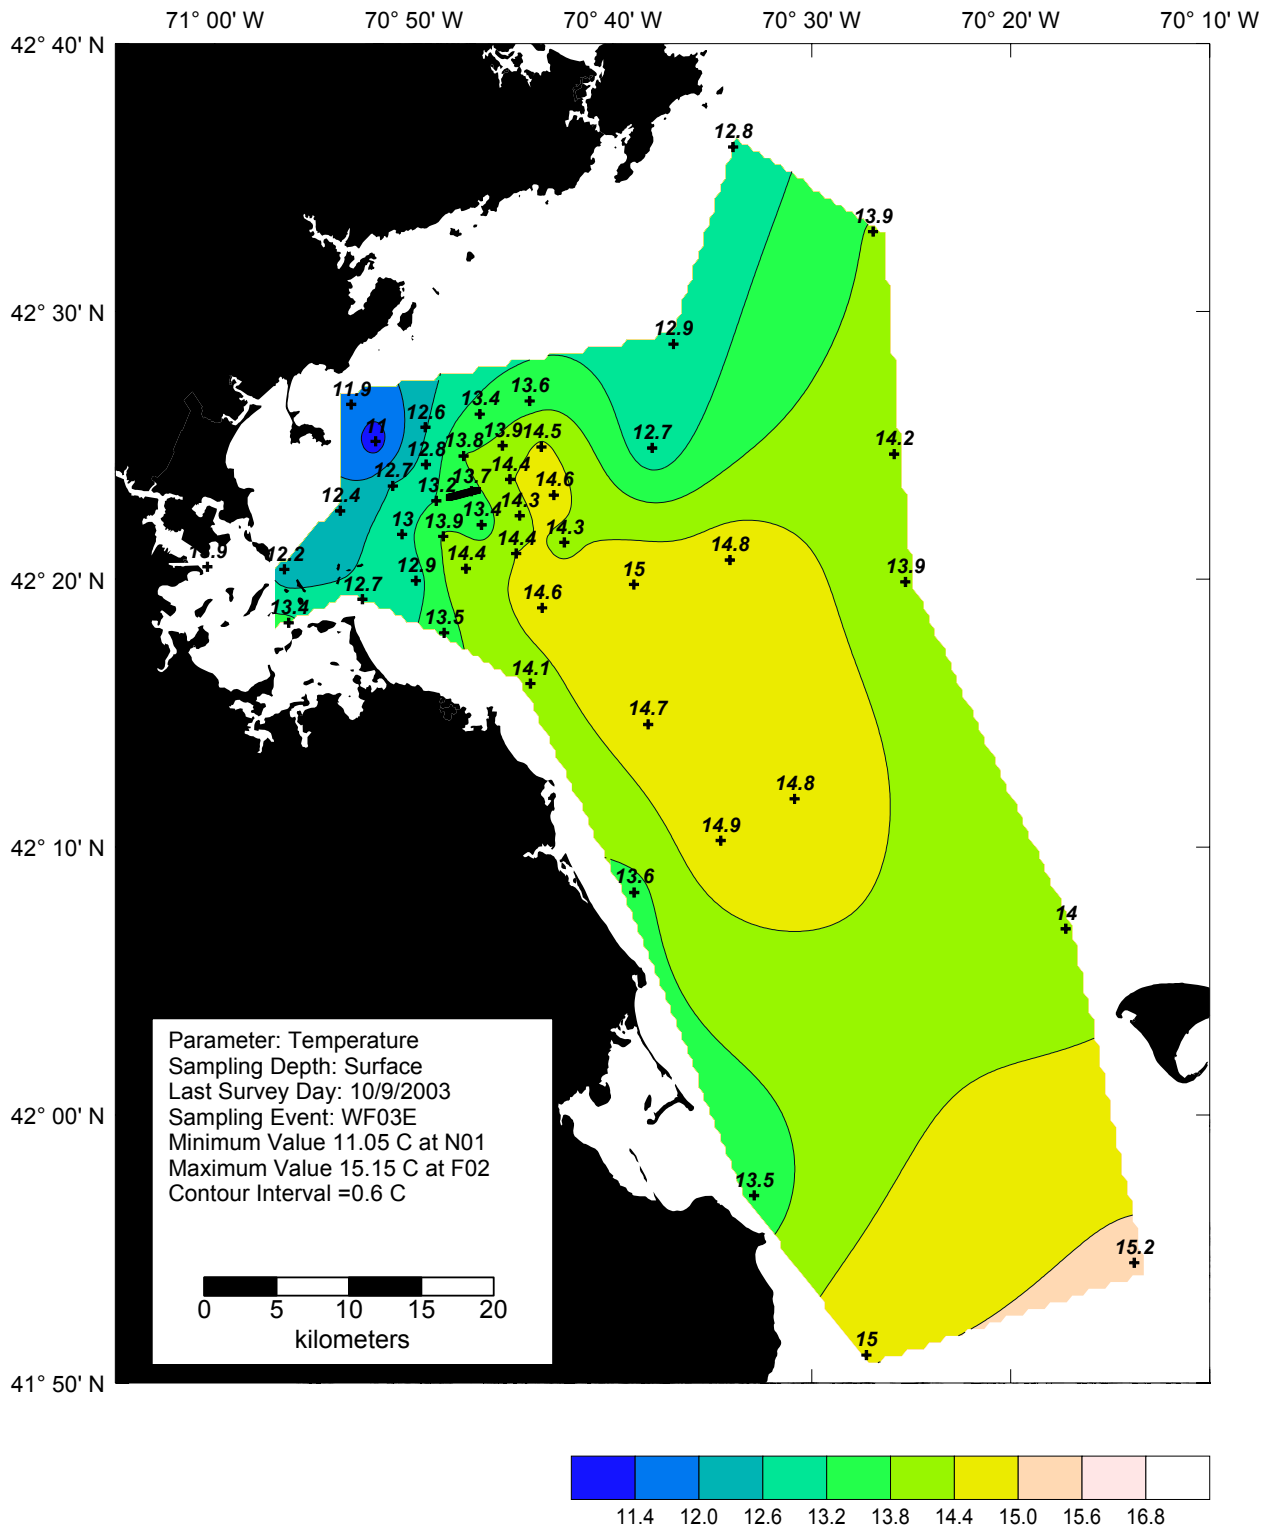 71° 00' W 70° 50' W 70° 40' W 70° 30' W 70° 20' W 70° 10' W
42° 40' N
12.8
13.9
42° 30' N
12.9
11.9
13.6
13.4
12.6
11
13.9
14.5
12.7
14.2
13.8
12.8
14.4
12.7
13.7
14.6
13.2
12.4
14.3
13.4
13
13.9
14.3
14.4
14.8
13.9
12.2
14.4
15
13.9
42° 20' N
12.9
12.7
14.6
13.4
13.5
14.1
14.7
14.8
14.9
42° 10' N
13.6
14
Parameter: Temperature
Sampling Depth: Surface
Last Survey Day: 10/9/2003
Sampling Event: WF03E
Minimum Value 11.05 C at N01
Maximum Value 15.15 C at F02
Contour Interval =0.6 C
42° 00' N
13.5
15.2
0 5 10 15 20
kilometers
15
41° 50' N
11.4 12.0 12.6 13.2 13.8 14.4 15.0 15.6 16.8